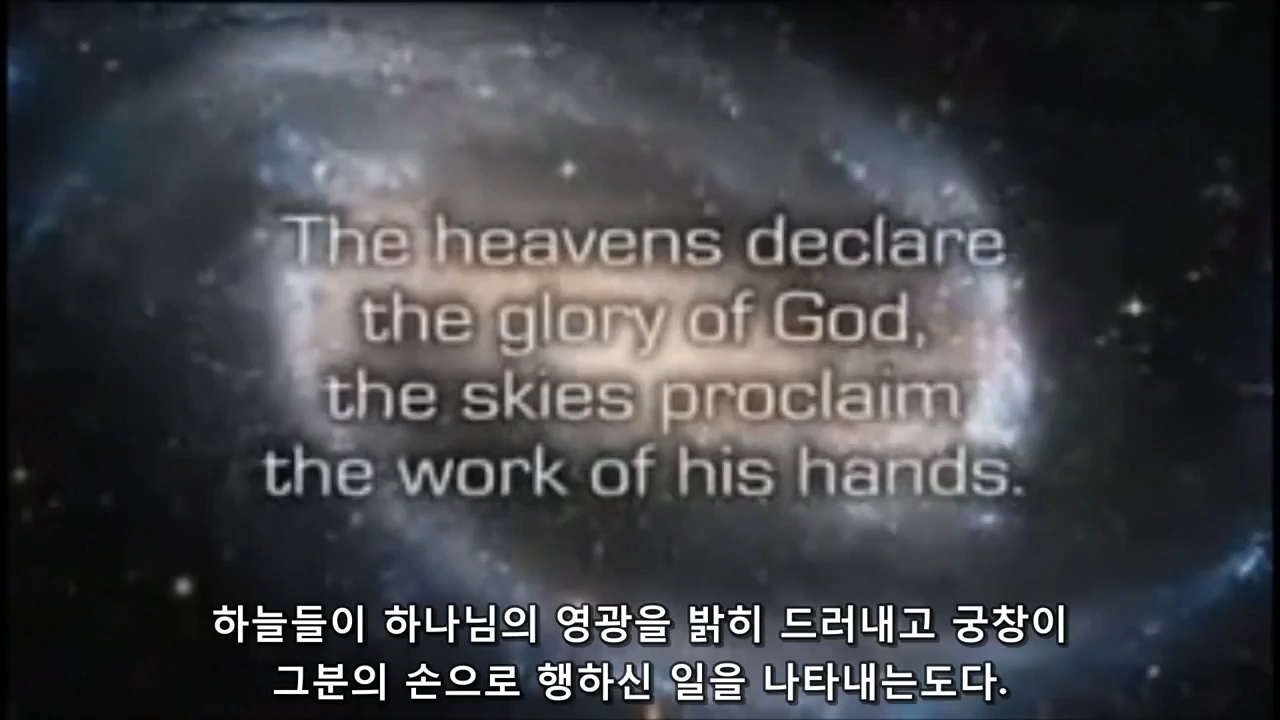 The heavens declare
the glory of God,
the skies proclaim
the work of his hands.
하늘들이 하나님의 영광을 밝히 드러내고 궁창이
그분의 손으로 행하신 일을 나타내는도다.